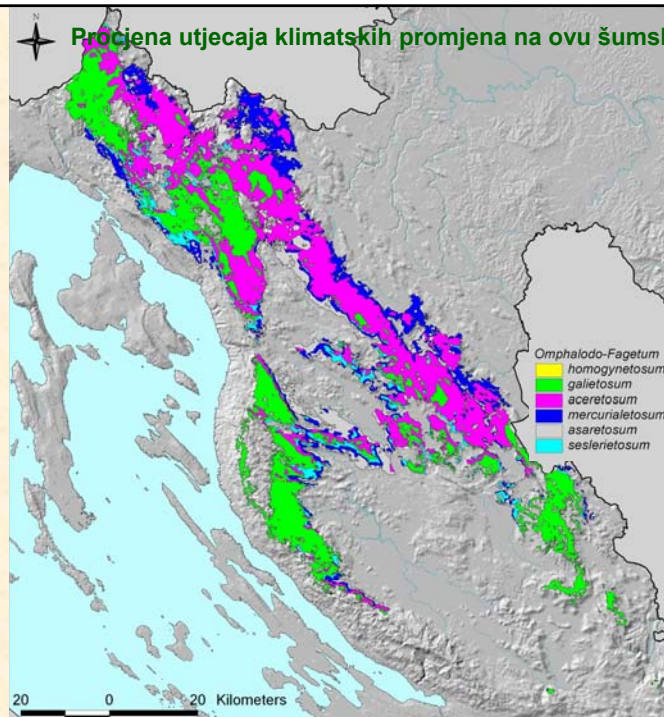 Procjena utjecaja klimatskih promjena na ovu šumsk
N
Omphalodo-Fagetum
homogynetosum
galietosum
aceretosum
mercurialetosum
asaretosum
seslerietosum
20 0 20 Kilometers